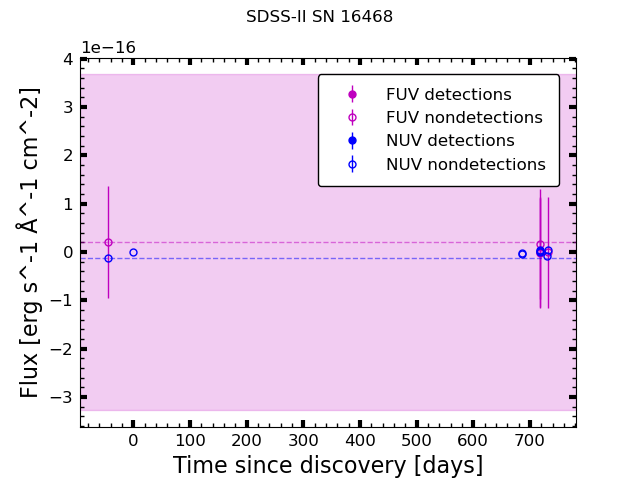 SDSS-II SN 16468
1e−16
4
3
2
1
0
−1
−2
−3
FUV detections
FUV nondetections
NUV detections
NUV nondetections
Flux [erg s^-1 Å^-1 cm^-2]
0 100 200 300 400 500 600 700
Time since discovery [days]